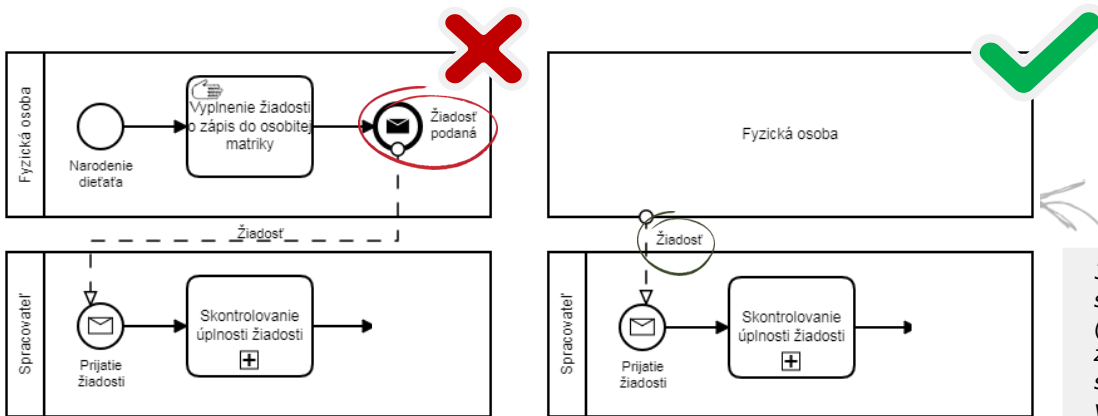 Fyzická osoba
Vyplnenie žiadosti
o zápis do osobitej
matriky
Žiadosť
podaná
Narodenie
dieťaťa
Žiadosť
Spracovateľ
Skontrolovanie
úplnosti žiadosti
Prijatie
žiadosti
Fyzická osoba
Žiadosť
Spracovateľ
Skontrolovanie
úplnosti žiadosti
Prijatie
žiadosti